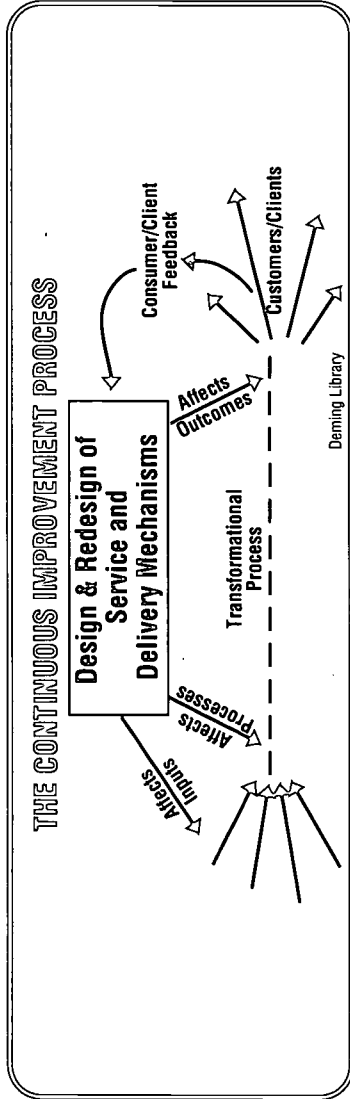 THE CONTINUOUS IMPROVEMENT PROCESS
Design & Redesign of
Service and
Delivery Mechanisms
Consumer/Client
Feedback
Affects
Inputs
Affects
Processes
Affects
Outcomes
Transformational
Process
Customers/Clients
Deming Library